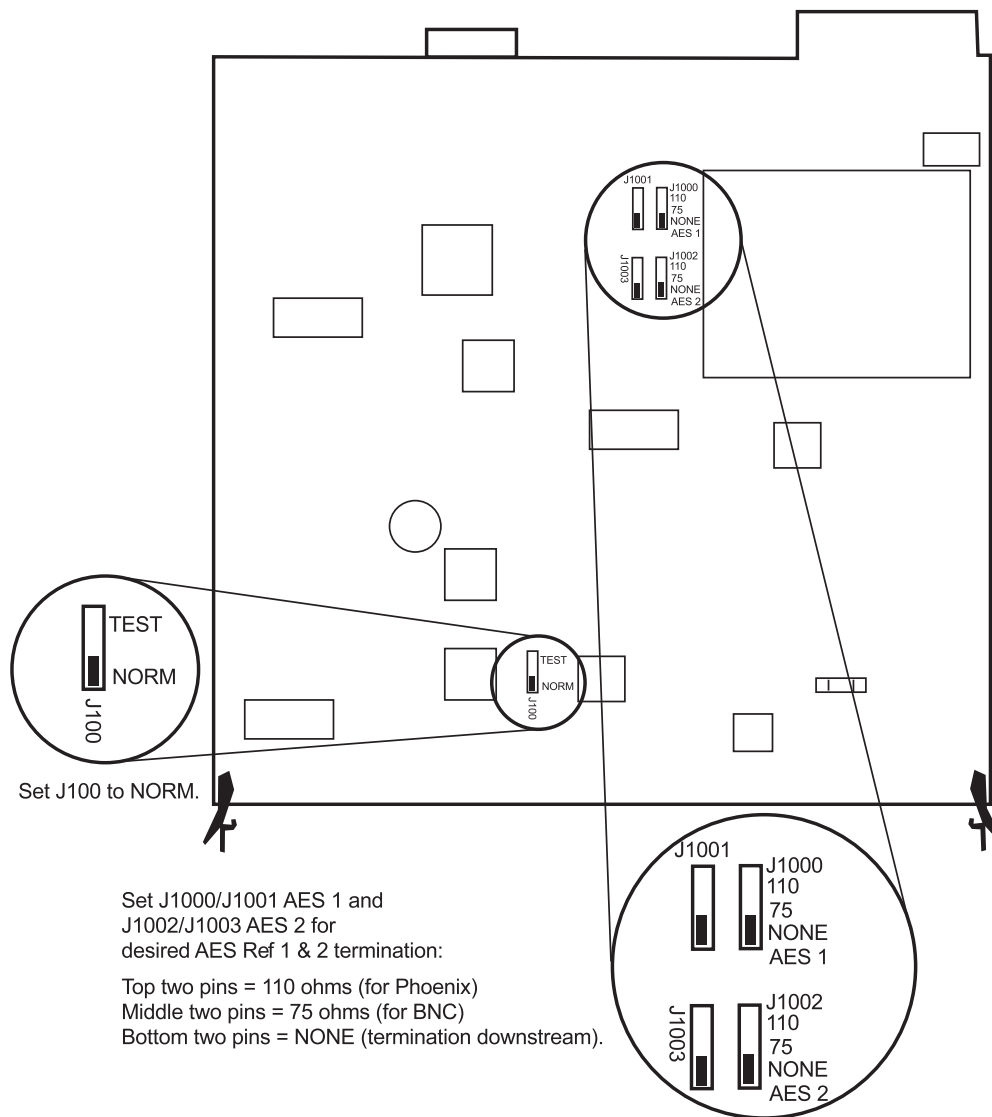 J1001
J1000
110
75
NONE
AES 1
J1003
J1002
110
75
NONE
AES 2
TEST
NORM
J100
TEST
NORM
J100
Set J100 to NORM.
J1001
J1000
110
75
NONE
AES 1
J1003
J1002
110
75
NONE
AES 2
Set J1000/J1001 AES 1 and
J1002/J1003 AES 2 for
desired AES Ref 1 & 2 termination:
Top two pins = 110 ohms (for Phoenix)
Middle two pins = 75 ohms (for BNC)
Bottom two pins = NONE (termination downstream).